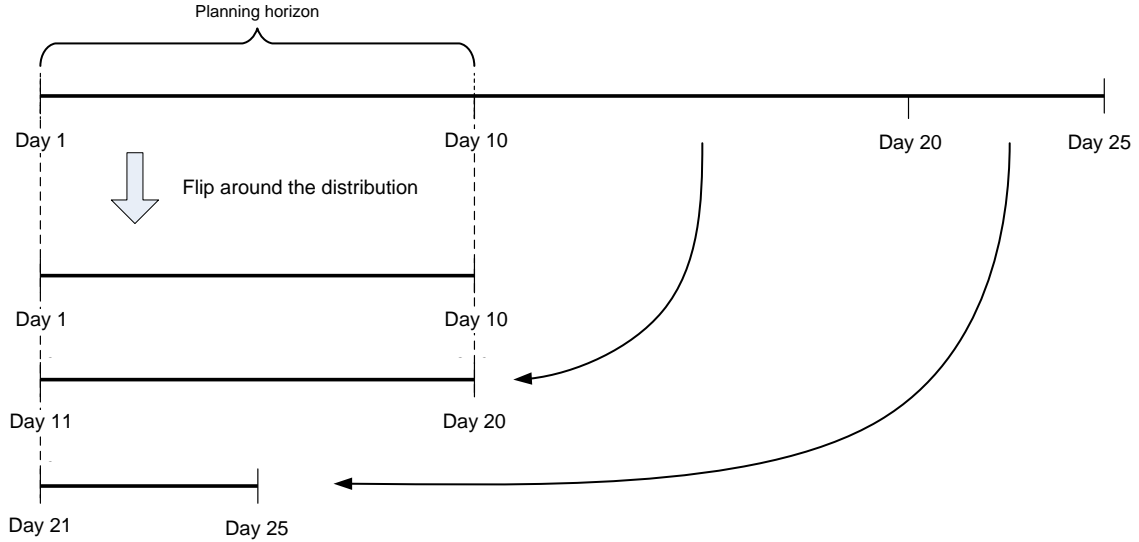 Planning horizon
Day 1
Day 10
Day 20
Day 25
Flip around the distribution
Day 1
Day 10
Day 11
Day 20
Day 21
Day 25